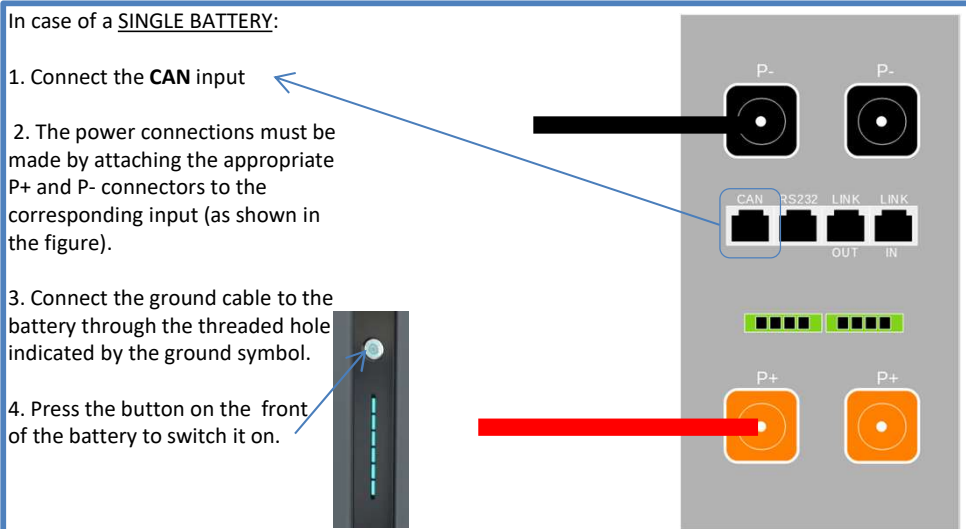 In case of a SINGLE BATTERY:
1. Connect the CAN input
2. The power connections must be
made by attaching the appropriate
P+ and P- connectors to the
corresponding input (as shown in
the figure).
3. Connect the ground cable to the
battery through the threaded hole
indicated by the ground symbol.
4. Press the button on the front
of the battery to switch it on.
P- P-
CAN RS232 LINK LINK
OUT IN
P+ P+